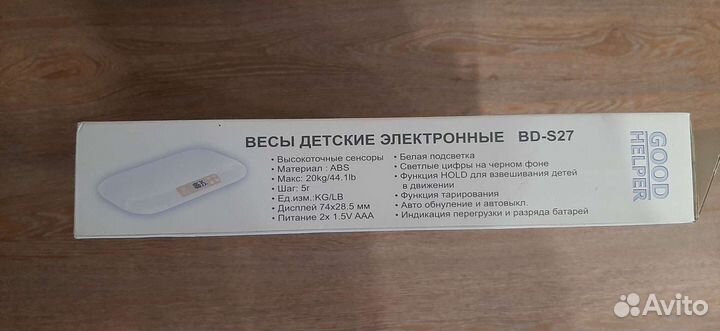 ВЕСЫ ДЕТСКИЕ ЭЛЕКТРОННЫЕ BD-S27
• Высокоточные сенсоры
• Материал : ABS
• Макс: 20kg/44.1lb
• Шаг: 5г
• Ед.изм.:KG/LB
• Дисплей 74x28.5 мм
• Питание 2x 1.5V AAA
• Белая подсветка
• Светлые цифры на черном фоне
• Функция HOLD для взвешивания детей
в движении
• Функция тарирования
• Авто обнуление и автовыкл.
• Индикация перегрузки и разряда батарей
GOOD
HELPER
Avito